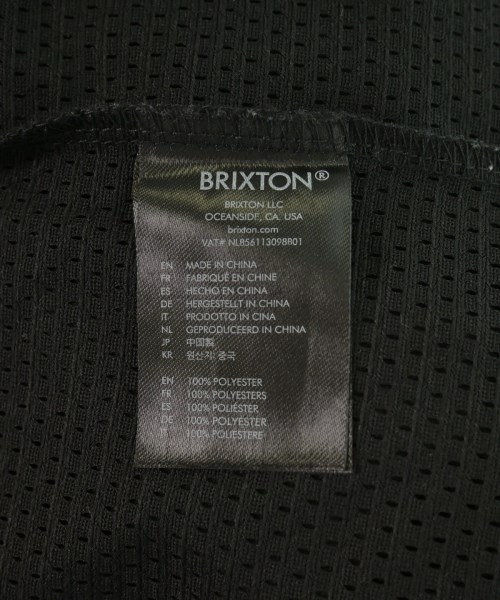 BRIXTON®
BRIXTON LLC
OCEANSIDE, CA. USA
brixton.com
VAT# NL856113098B01
EN MADE IN CHINA
FR FABRIQUÉ EN CHINE
ES HECHO EN CHINA
DE HERGESTELLT IN CHINA
IT PRODOTTO IN CINA
NL GEPRODUCEERD IN CHINA
JP 中国製
KR 원산지: 중국
EN 100% POLYESTER
FR 100% POLYESTERS
ES 100% POLIÉSTER
DE 100% POLYESTER
IT 100% POLIESTERE